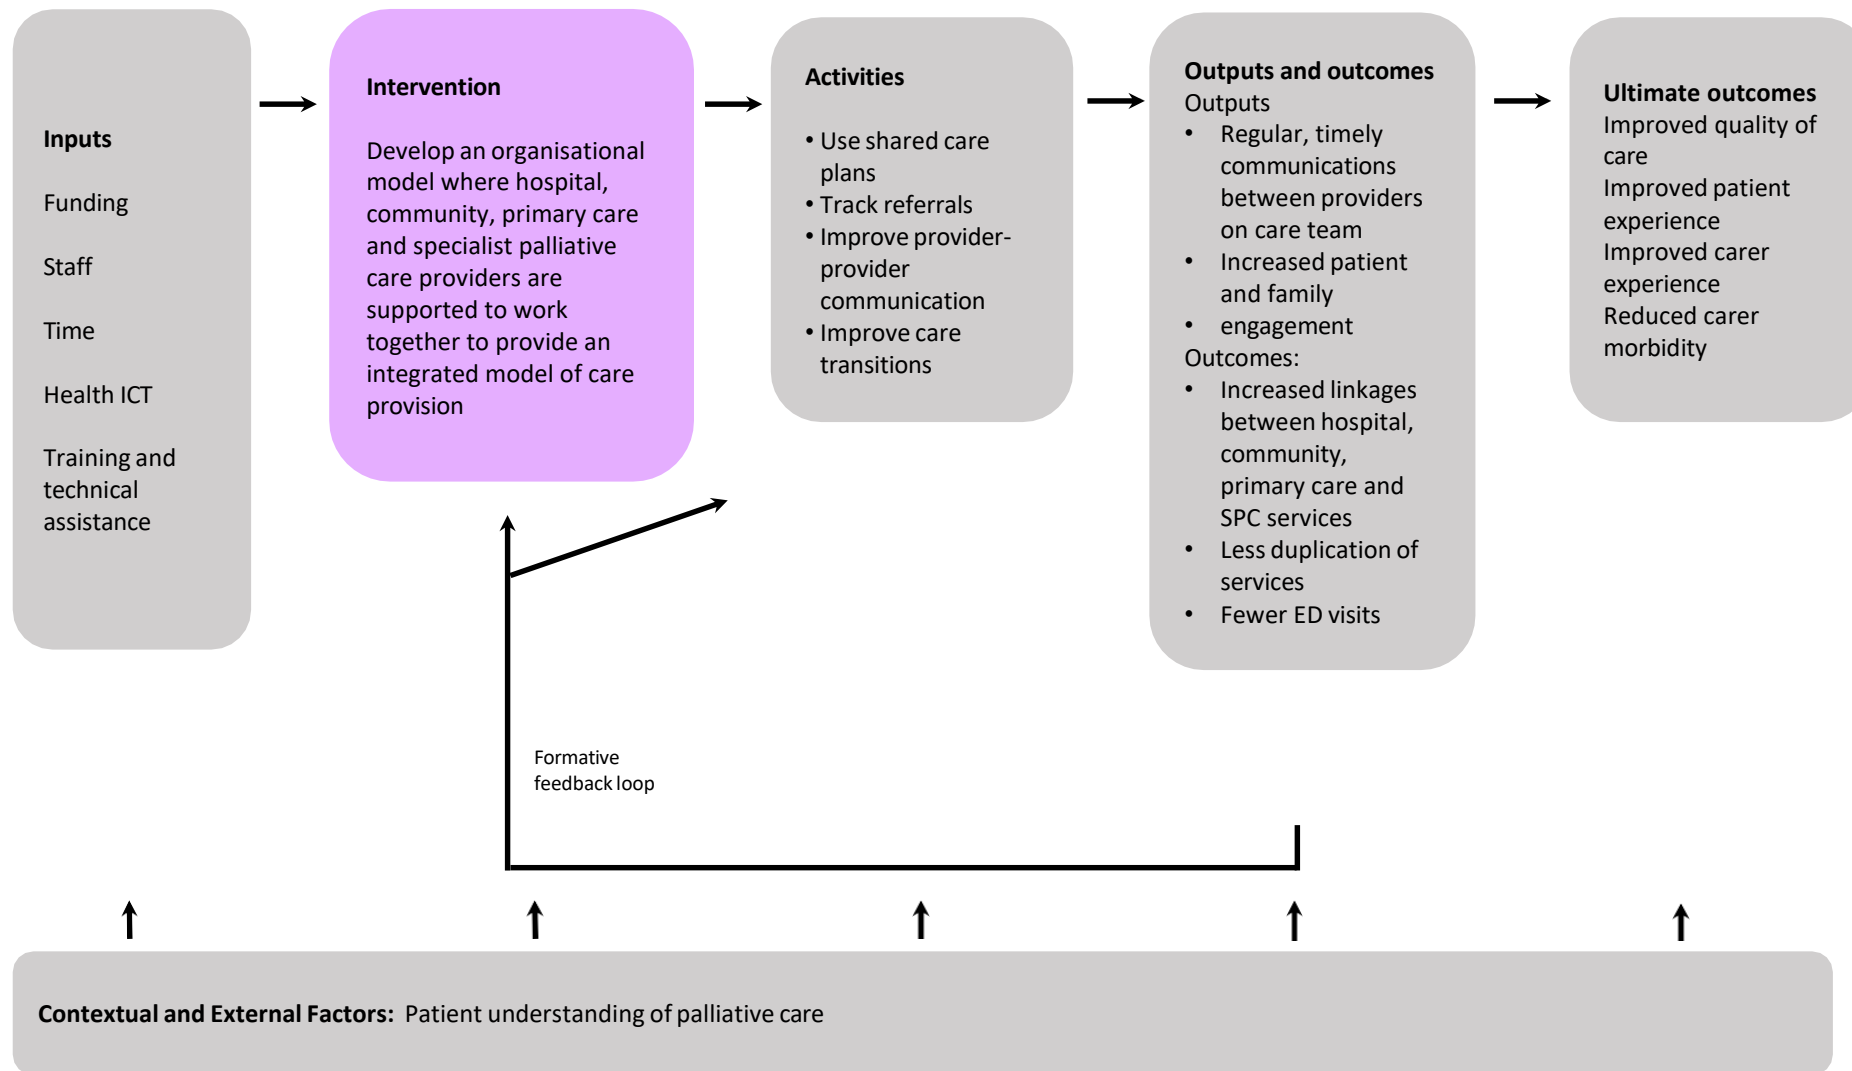 Inputs
Funding
Staff
Time
Health ICT
Training and
technical
assistance
Intervention
Develop an organisational
model where hospital,
community, primary care
and specialist palliative
care providers are
supported to work
together to provide an
integrated model of care
provision
Activities
• Use shared care
plans
• Track referrals
• Improve provider-
provider
communication
• Improve care
transitions
Outputs and outcomes
Outputs
• Regular, timely
communications
between providers
on care team
• Increased patient
and family
• engagement
Outcomes:
• Increased linkages
between hospital,
community,
primary care and
SPC services
• Less duplication of
services
• Fewer ED visits
Ultimate outcomes
Improved quality of
care
Improved patient
experience
Improved carer
experience
Reduced carer
morbidity
Formative
feedback loop
Contextual and External Factors: Patient understanding of palliative care